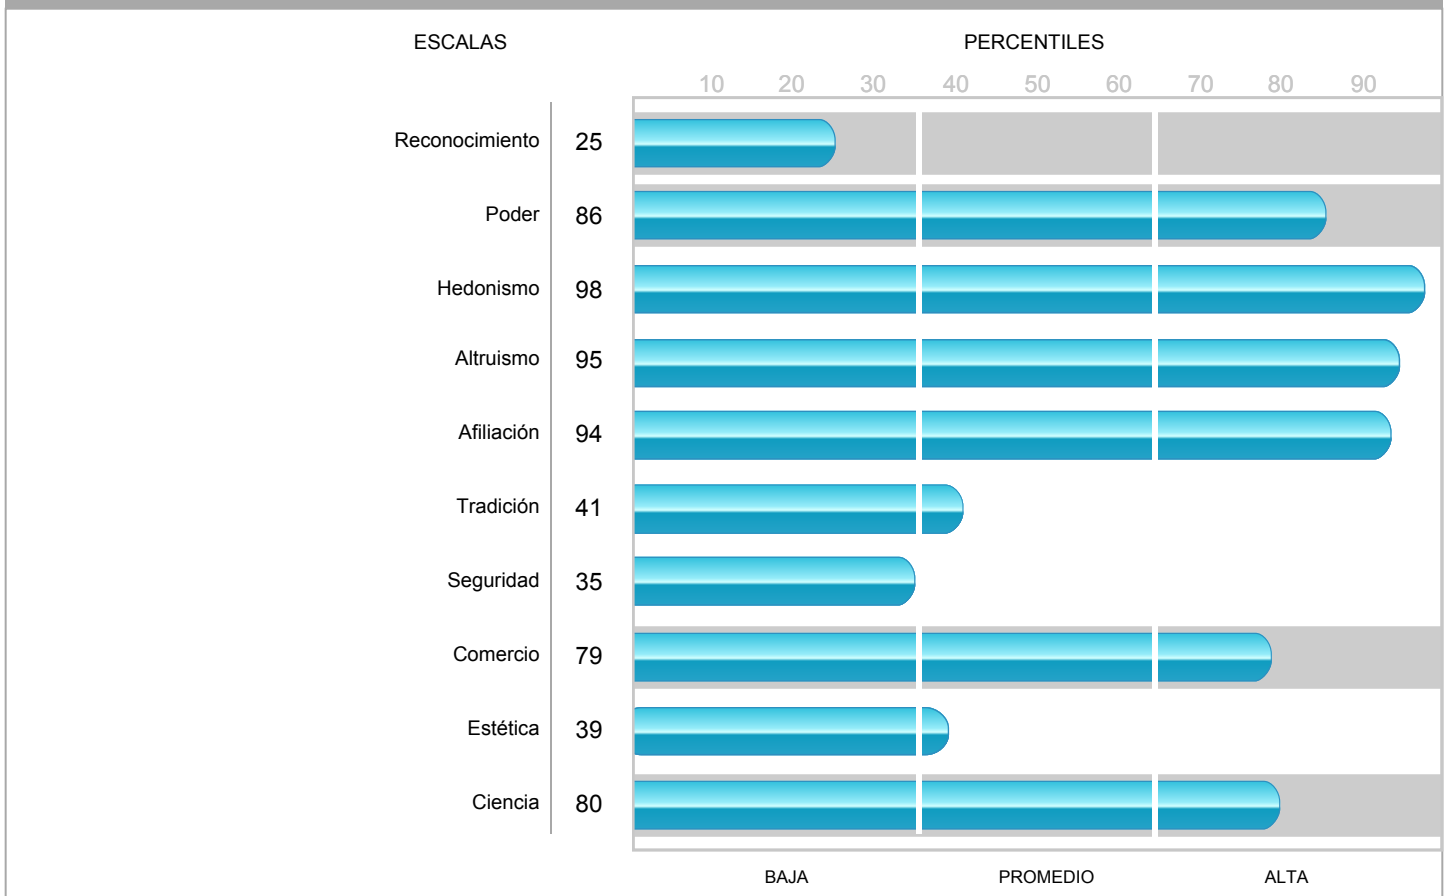 ESCALAS PERCENTILES
10 20 30 40 50 60 70 80 90
Reconocimiento 25
Poder 86
Hedonismo 98
Altruismo 95
Afiliación 94
Tradición 41
Seguridad 35
Comercio 79
Estética 39
Ciencia 80
BAJA PROMEDIO ALTA